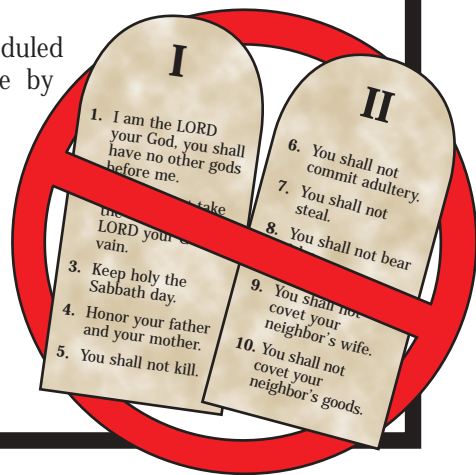 duled
e by
I
1. I am the LORD
your God, you shall
have no other gods
before me.
take
LORD your
vain.
3. Keep holy the
Sabbath day.
4. Honor your father
and your mother.
5. You shall not kill.
II
6. You shall not
commit adultery.
7. You shall not
steal.
8. You shall not bear
9. You shall not
covet your
neighbor's wife.
10. You shall not
covet your
neighbor's goods.